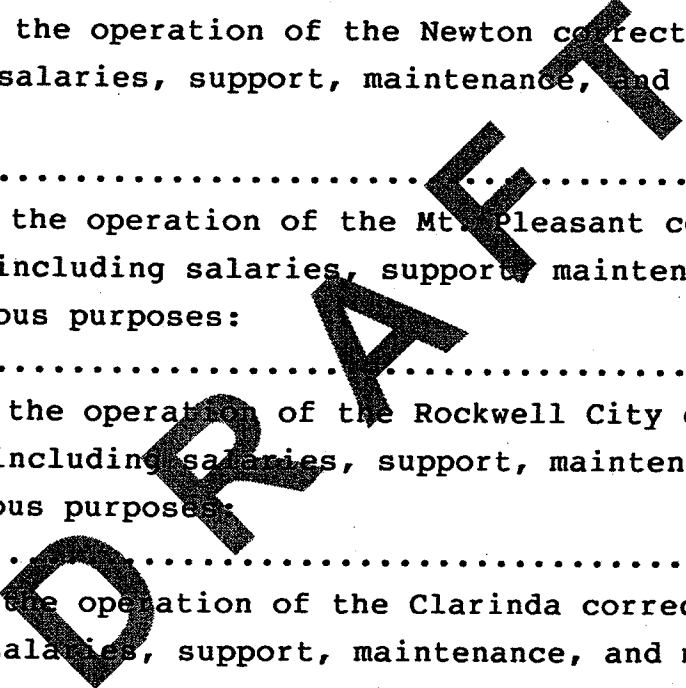 the operation of the Newton correct
salaries, support, maintenance, and
........................................
the operation of the Mt. Pleasant c
including salaries, support, mainten
ous purposes:
........................................
the operation of the Rockwell City
including salaries, support, mainten
ous purposes:
........................................
the operation of the Clarinda correc
salaries, support, maintenance, and
DRAFT